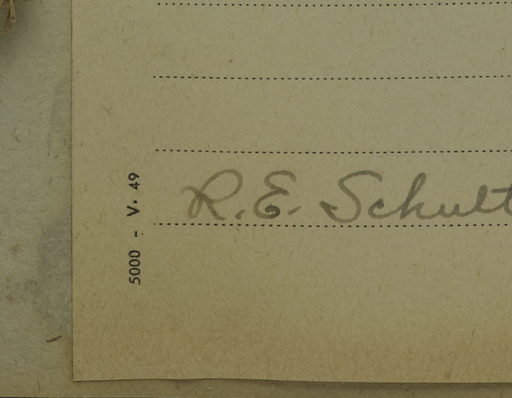 R. E. Schult
5000 - V. 49